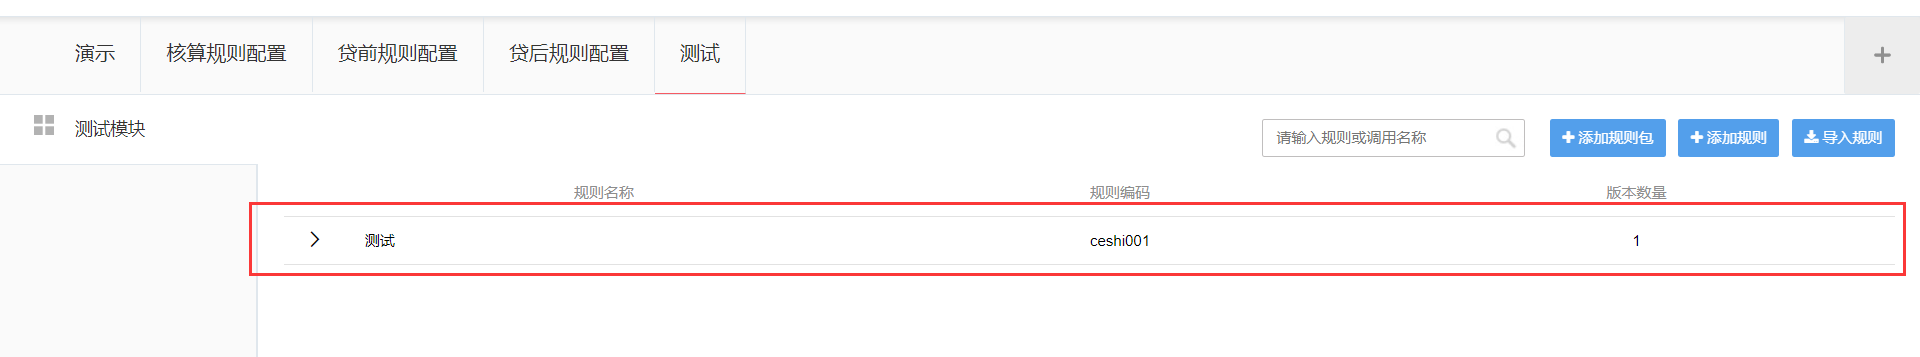 演示 核算规则配置 贷前规则配置 贷后规则配置 测试
测试模块 请输入规则或调用名称 添加规则包 添加规则 导入规则
规则名称 规则编码 版本数量
测试 ceshi001 1